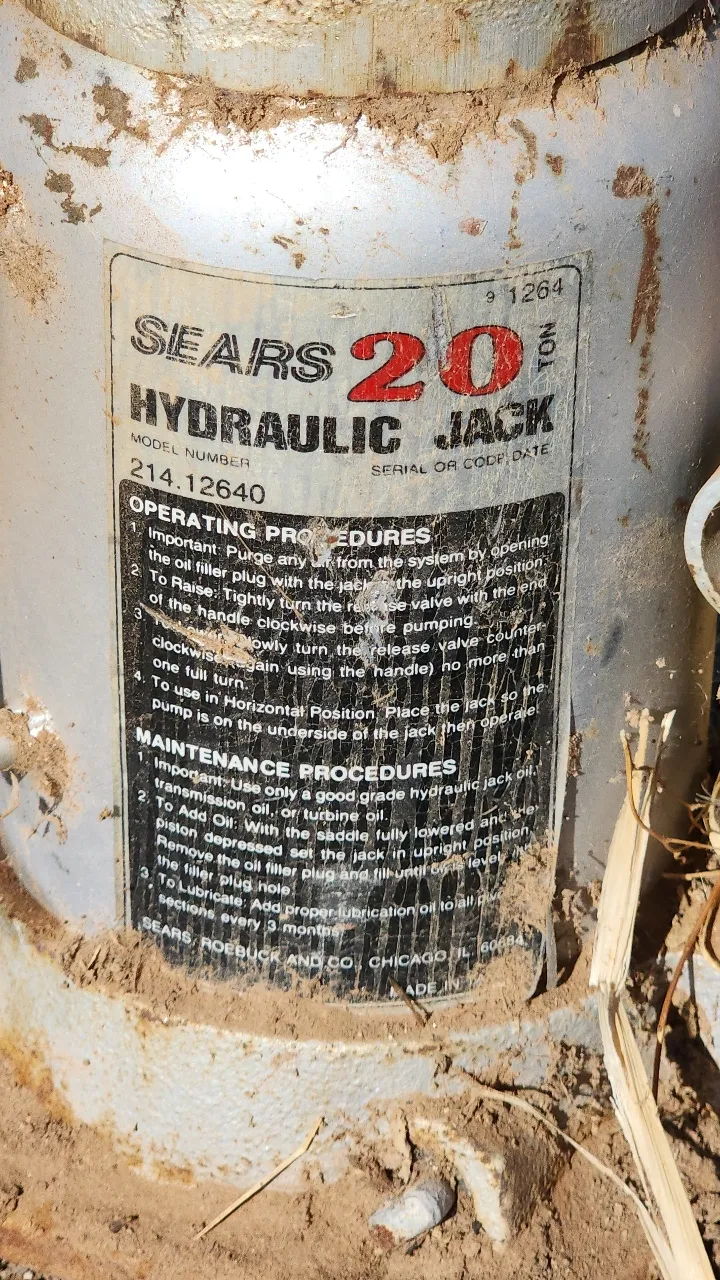 9 1264
SEARS 20 TON
HYDRAULIC JACK
MODEL NUMBER SERIAL OR CODE DATE
214.12640
OPERATING PROCEDURES
1. Important: Purge any air from the system by opening
the oil filler plug with the jack the upright position.
2. To Raise: Tightly turn the release valve with the end
of the handle clockwise before pumping.
3. turn the release valve counter-
clockwise (again using the handle) no more than
one full turn.
4. To use in Horizontal Position: Place the jack so the
pump is on the underside of the jack then operate.
MAINTENANCE PROCEDURES
1. Important-Use only a good grade hydraulic jack oil,
transmission oil, or turbine oil.
2. To Add Oil: With the saddle fully lowered and the
piston depressed set the jack in upright position.
Remove the oil filler plug and fill until level
the filler plug hole.
3. To Lubricate: Add proper lubrication oil to all
sections every 3 months.
SEARS, ROEBUCK AND CO. CHICAGO, IL 60684
MADE IN